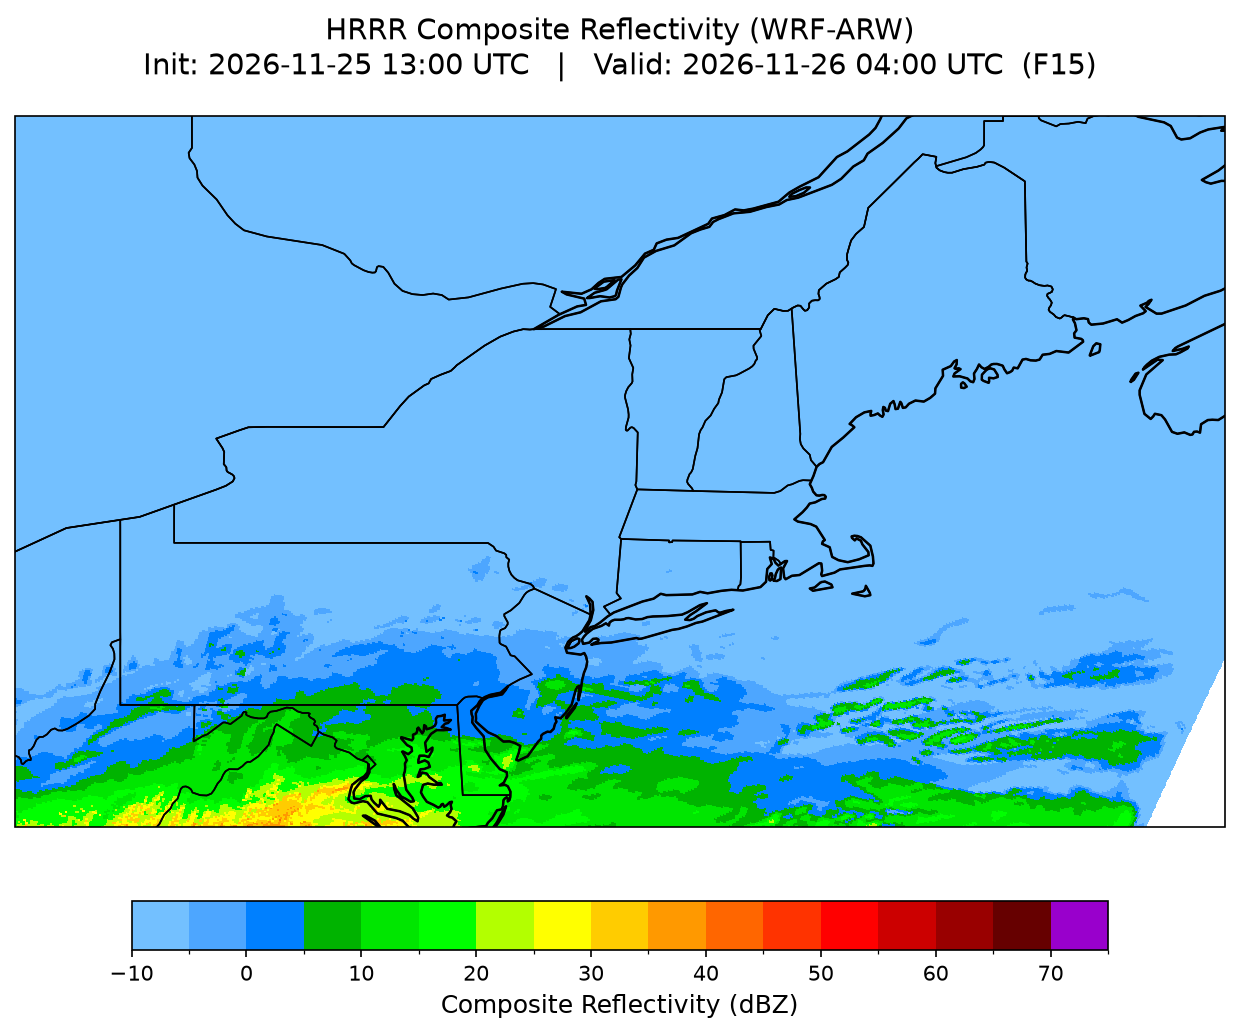 HRRR Composite Reflectivity (WRF-ARW)
Init: 2026-11-25 13:00 UTC   |   Valid: 2026-11-26 04:00 UTC  (F15)
−10 0 10 20 30 40 50 60 70
Composite Reflectivity (dBZ)